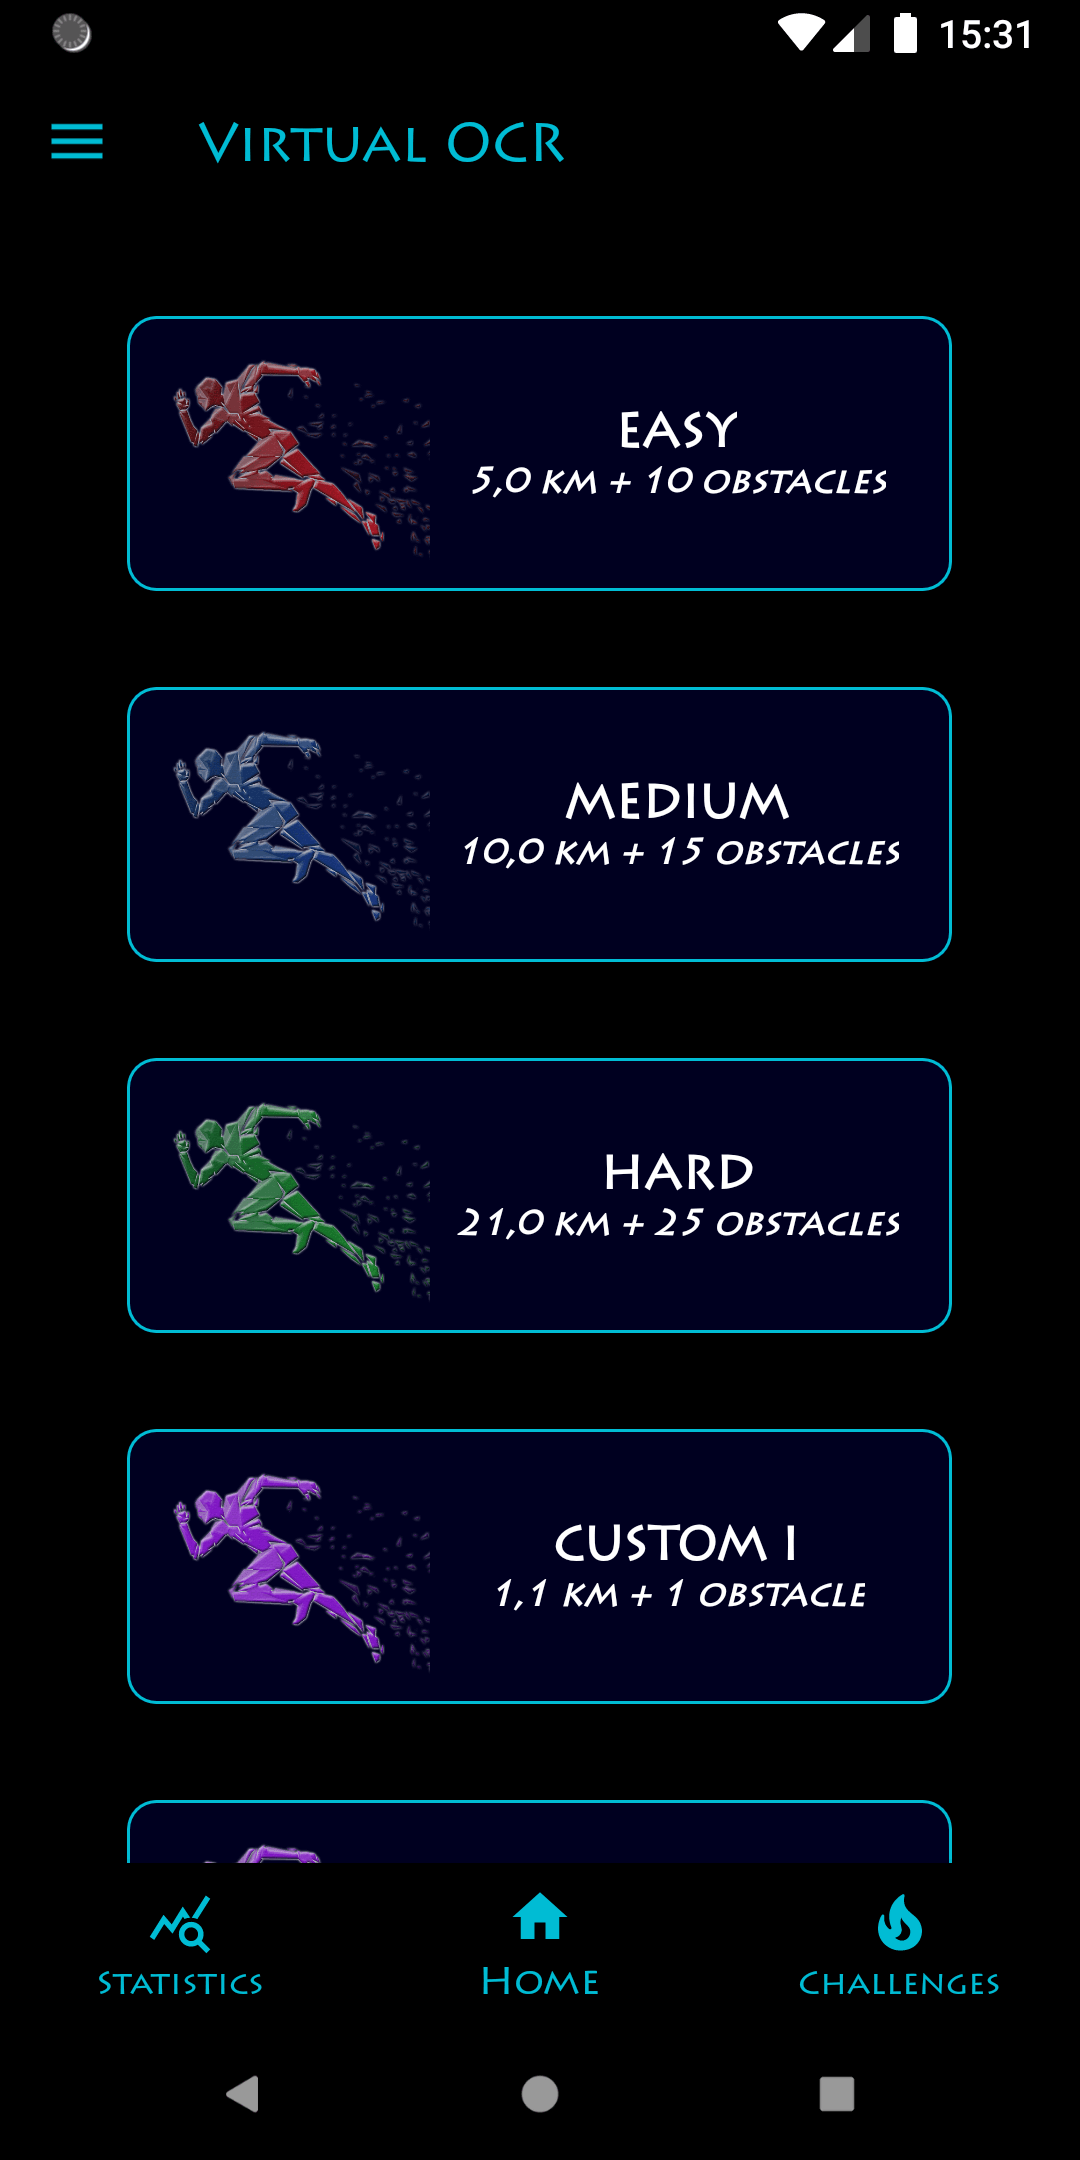 15:31
Virtual OCR
EASY
5,0 KM + 10 OBSTACLES
MEDIUM
10,0 KM + 15 OBSTACLES
HARD
21,0 KM + 25 OBSTACLES
CUSTOM I
1,1 KM + 1 OBSTACLE
Statistics
Home
Challenges